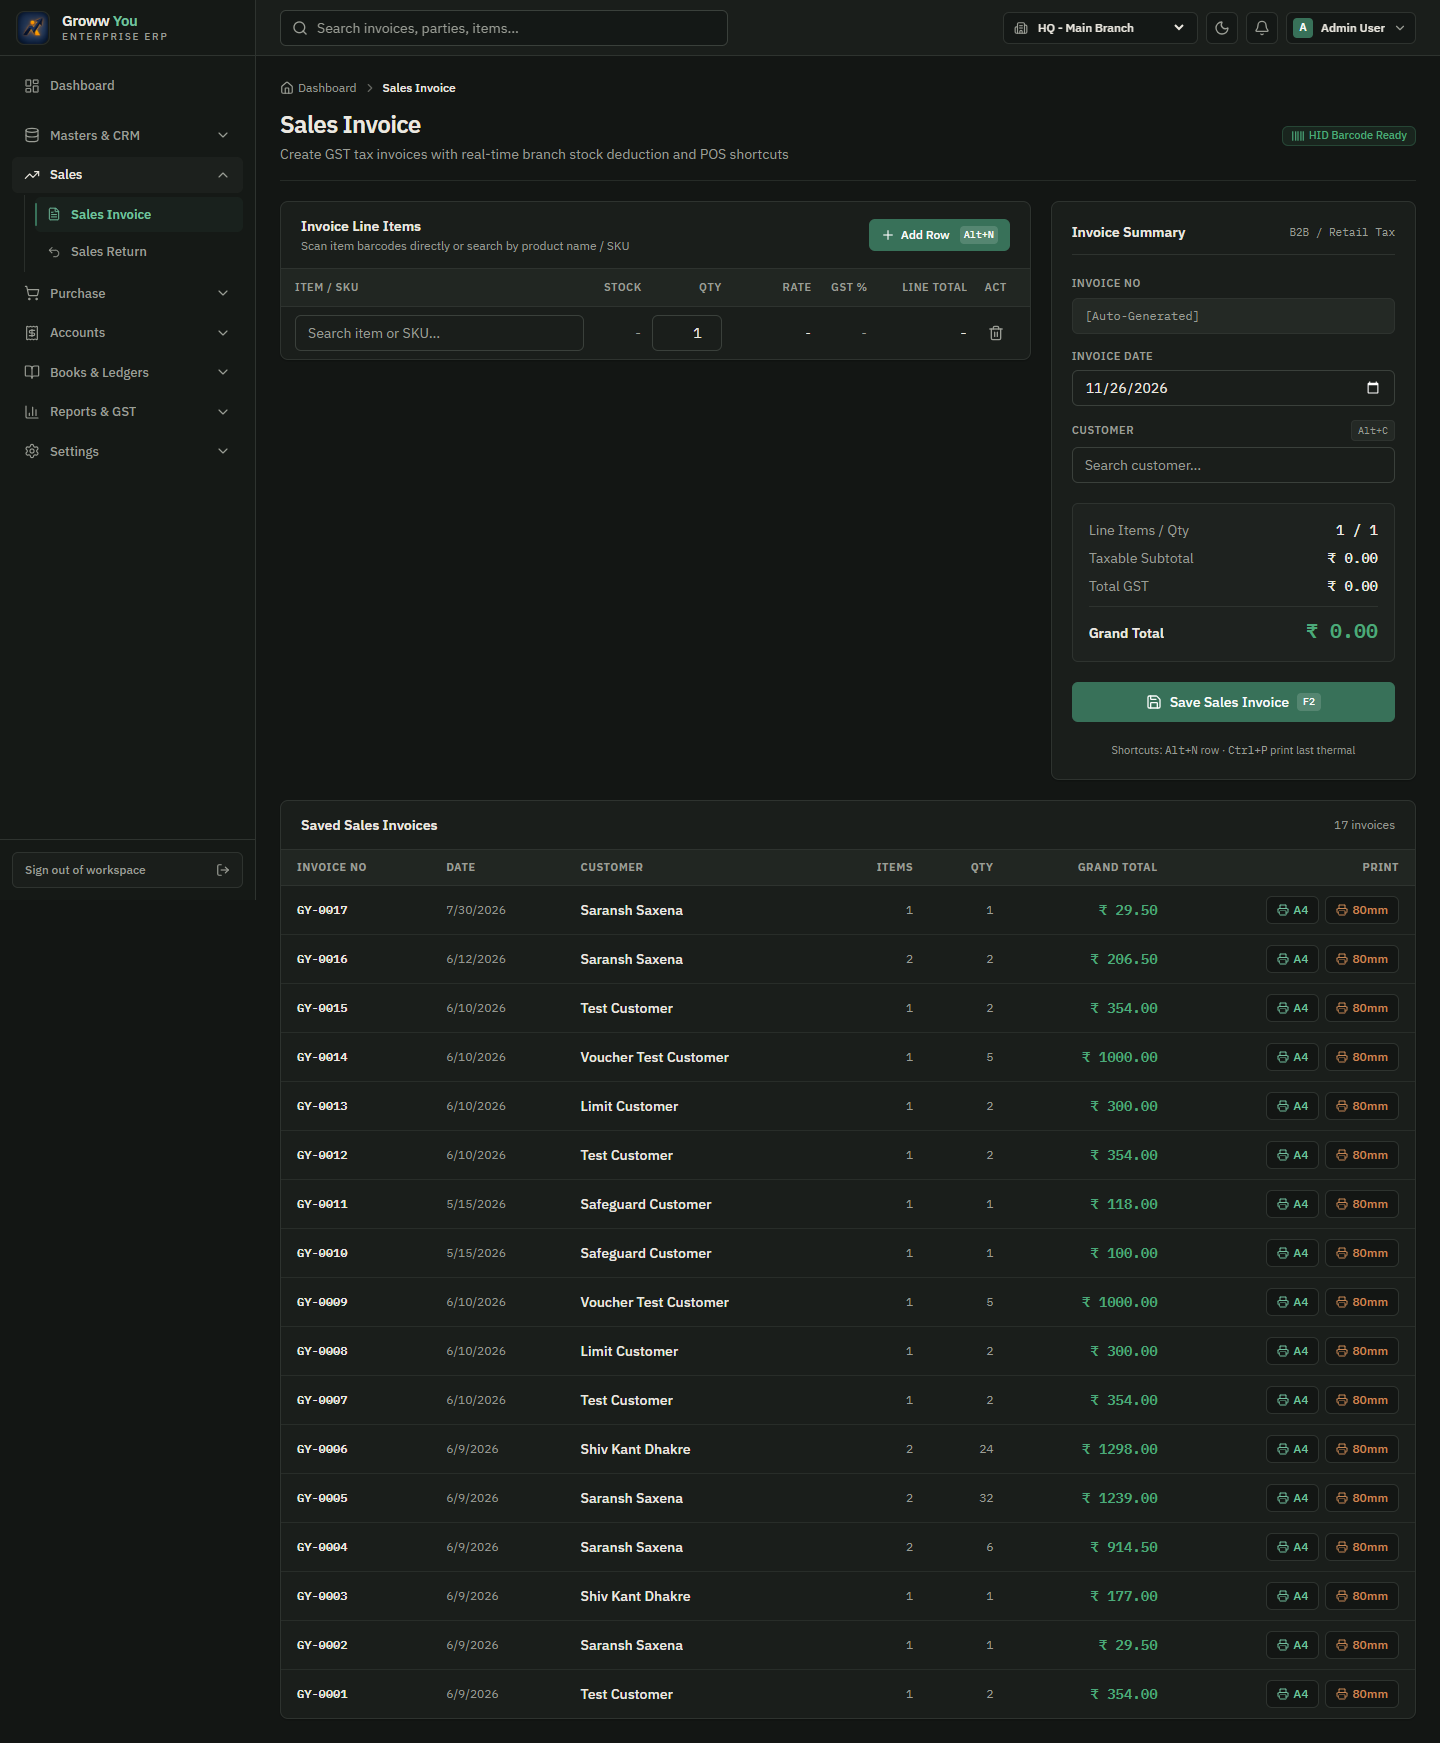 Groww You
ENTERPRISE ERP
Search invoices, parties, items...
HQ - Main Branch
A
Admin User
Dashboard
Masters & CRM
Sales
Sales Invoice
Sales Return
Purchase
Accounts
Books & Ledgers
Reports & GST
Settings
Sign out of workspace
Dashboard > Sales Invoice
Sales Invoice
Create GST tax invoices with real-time branch stock deduction and POS shortcuts
HID Barcode Ready
Invoice Line Items
Scan item barcodes directly or search by product name / SKU
+ Add Row Alt+N
ITEM / SKU STOCK QTY RATE GST % LINE TOTAL ACT
Search item or SKU... - 1 - - -
Invoice Summary
B2B / Retail Tax
INVOICE NO
[Auto-Generated]
INVOICE DATE
11/26/2026
CUSTOMER Alt+C
Search customer...
Line Items / Qty 1 / 1
Taxable Subtotal ₹ 0.00
Total GST ₹ 0.00
Grand Total ₹ 0.00
Save Sales Invoice F2
Shortcuts: Alt+N row · Ctrl+P print last thermal
Saved Sales Invoices 17 invoices
INVOICE NO DATE CUSTOMER ITEMS QTY GRAND TOTAL PRINT
GY-0017 7/30/2026 Saransh Saxena 1 1 ₹ 29.50 A4 80mm
GY-0016 6/12/2026 Saransh Saxena 2 2 ₹ 206.50 A4 80mm
GY-0015 6/10/2026 Test Customer 1 2 ₹ 354.00 A4 80mm
GY-0014 6/10/2026 Voucher Test Customer 1 5 ₹ 1000.00 A4 80mm
GY-0013 6/10/2026 Limit Customer 1 2 ₹ 300.00 A4 80mm
GY-0012 6/10/2026 Test Customer 1 2 ₹ 354.00 A4 80mm
GY-0011 5/15/2026 Safeguard Customer 1 1 ₹ 118.00 A4 80mm
GY-0010 5/15/2026 Safeguard Customer 1 1 ₹ 100.00 A4 80mm
GY-0009 6/10/2026 Voucher Test Customer 1 5 ₹ 1000.00 A4 80mm
GY-0008 6/10/2026 Limit Customer 1 2 ₹ 300.00 A4 80mm
GY-0007 6/10/2026 Test Customer 1 2 ₹ 354.00 A4 80mm
GY-0006 6/9/2026 Shiv Kant Dhakre 2 24 ₹ 1298.00 A4 80mm
GY-0005 6/9/2026 Saransh Saxena 2 32 ₹ 1239.00 A4 80mm
GY-0004 6/9/2026 Saransh Saxena 2 6 ₹ 914.50 A4 80mm
GY-0003 6/9/2026 Shiv Kant Dhakre 1 1 ₹ 177.00 A4 80mm
GY-0002 6/9/2026 Saransh Saxena 1 1 ₹ 29.50 A4 80mm
GY-0001 6/9/2026 Test Customer 1 2 ₹ 354.00 A4 80mm